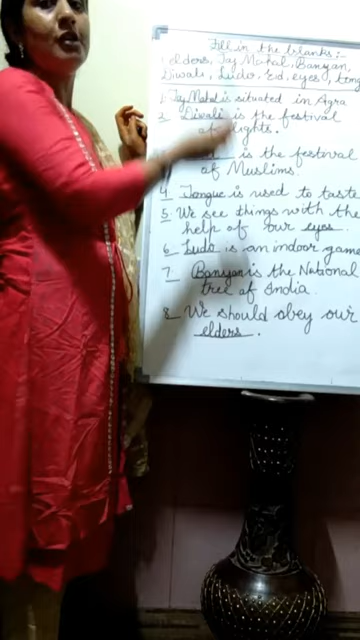 Fill in the blanks:-
elders, Taj Mahal, Banyan,
Diwali, Ludo, Eid, eyes, tong
1. Taj Mahal is situated in Agra
2. Diwali is the festival
of lights.
is the festeval
of Muslims.
4 Tongue is used to taste
5. We see things with the
help of our eyes.
6 Ludo is an indoor game
7 Banyan is the National
tree of India.
8 We should obey our
elders.